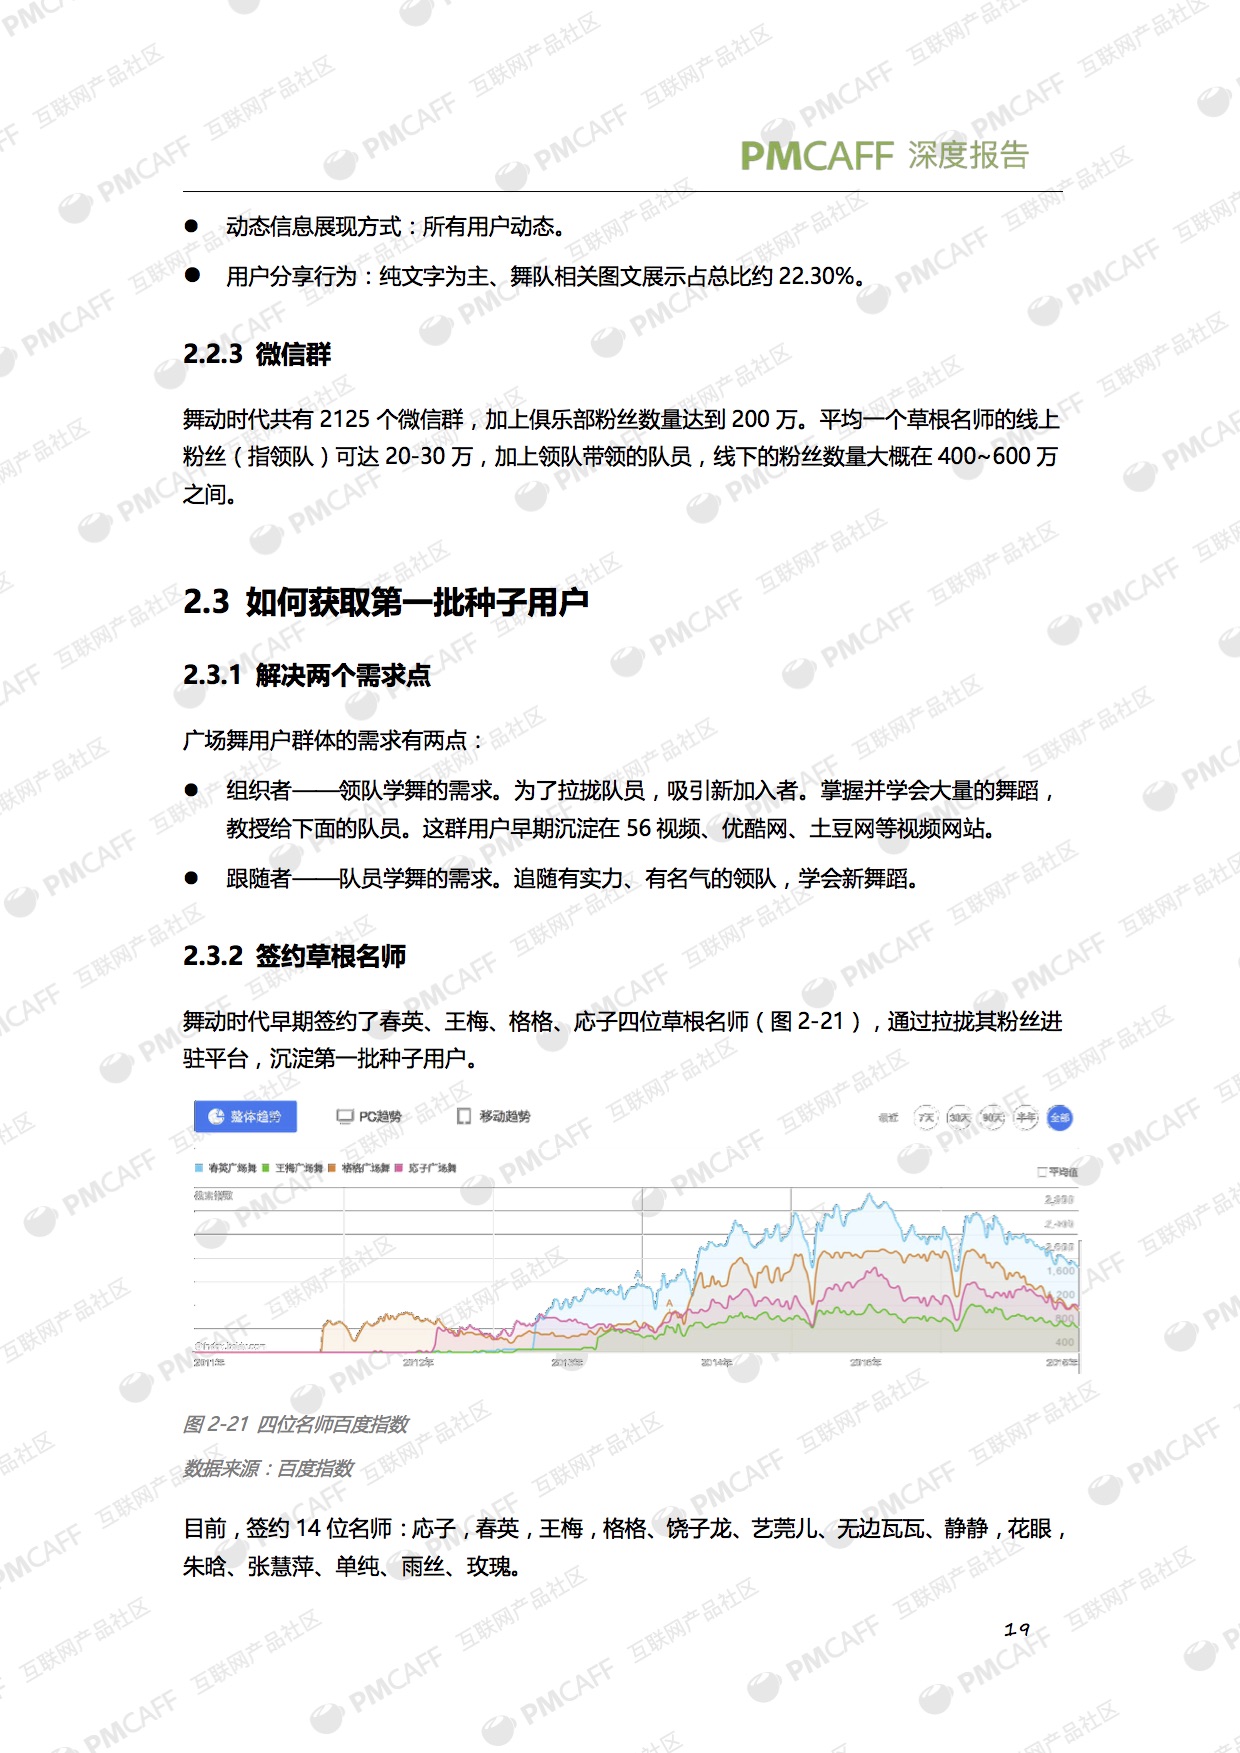 PMCAFF 深度报告
● 动态信息展现方式：所有用户动态。
● 用户分享行为：纯文字为主、舞队相关图文展示占总比约 22.30%。
2.2.3 微信群
舞动时代共有 2125 个微信群，加上俱乐部粉丝数量达到 200 万。平均一个草根名师的线上
粉丝（指领队）可达 20-30 万，加上领队带领的队员，线下的粉丝数量大概在 400~600 万
之间。
2.3 如何获取第一批种子用户
2.3.1 解决两个需求点
广场舞用户群体的需求有两点：
● 组织者——领队学舞的需求。为了拉拢队员，吸引新加入者。掌握并学会大量的舞蹈，
教授给下面的队员。这群用户早期沉淀在 56 视频、优酷网、土豆网等视频网站。
● 跟随者——队员学舞的需求。追随有实力、有名气的领队，学会新舞蹈。
2.3.2 签约草根名师
舞动时代早期签约了春英、王梅、格格、応子四位草根名师（图 2-21），通过拉拢其粉丝进
驻平台，沉淀第一批种子用户。
整体趋势 PC趋势 移动趋势 最近 7天 30天 90天 半年 全部
春英广场舞 王梅广场舞 格格广场舞 応子广场舞
平均值
搜索指数
1,600
1,200
800
400
2011年 2012年 2013年 2014年
图 2-21 四位名师百度指数
数据来源：百度指数
目前，签约 14 位名师：応子，春英，王梅，格格、饶子龙、艺莞儿、无边瓦瓦、静静，花眼，
朱晗、张慧萍、单纯、雨丝、玫瑰。
19